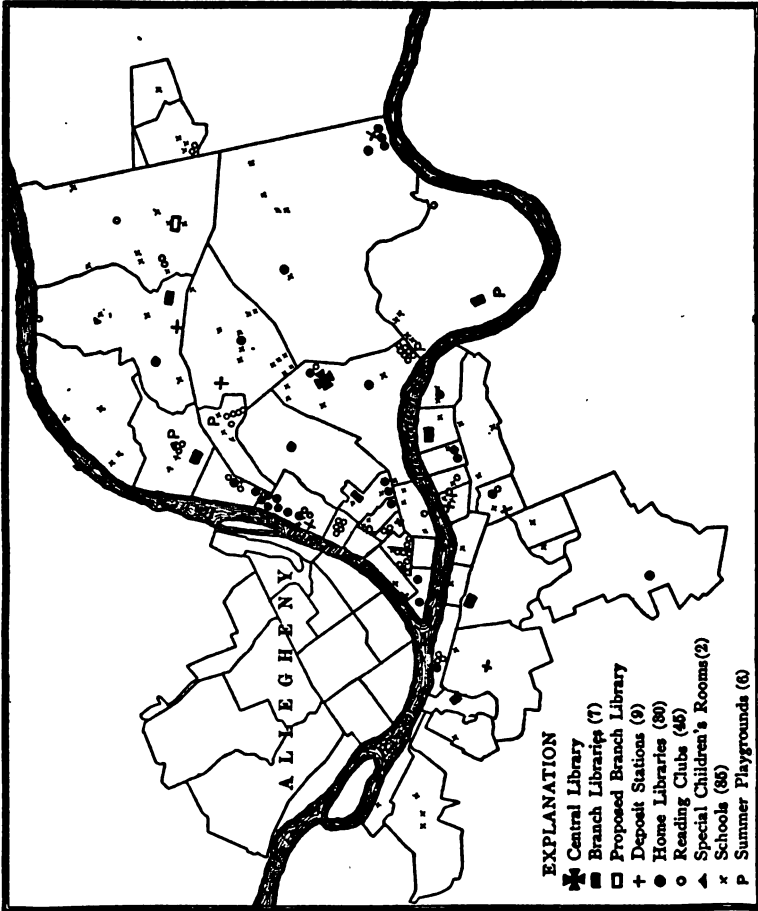 ALLEGHENY
EXPLANATION
Central Library
Branch Libraries (7)
Proposed Branch Library
Deposit Stations (9)
Home Libraries (30)
Reading Clubs (45)
Special Children's Rooms (2)
Schools (85)
P Summer Playgrounds (6)
P
P
P